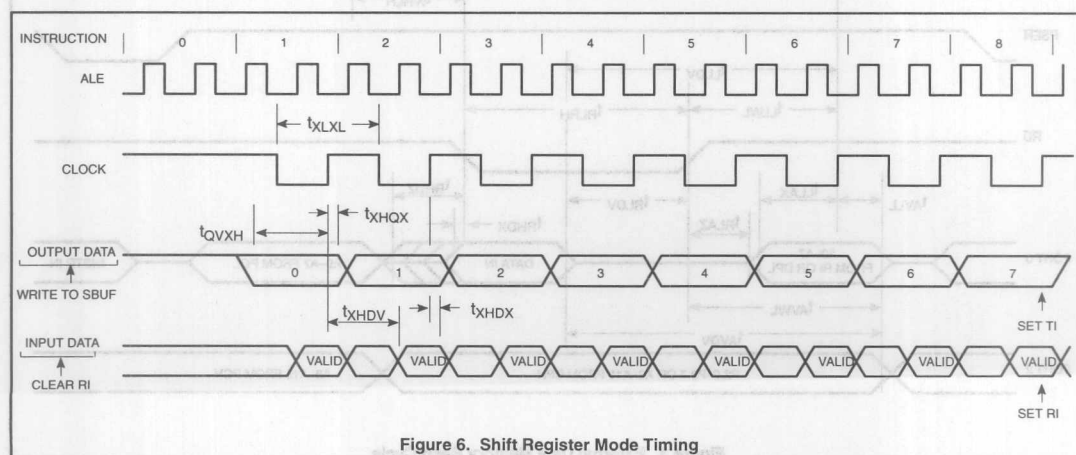 INSTRUCTION | 0 | 1 | 2 | 3 | 4 | 5 | 6 | 7 | 8 |
ALE
tXLXL
CLOCK
tXHQX
tQVXH
OUTPUT DATA
0 1 2 3 4 5 6 7
WRITE TO SBUF
tXHDV
tXHDX
SET TI
INPUT DATA
VALID VALID VALID VALID VALID VALID VALID VALID
CLEAR RI
SET RI
Figure 6. Shift Register Mode Timing